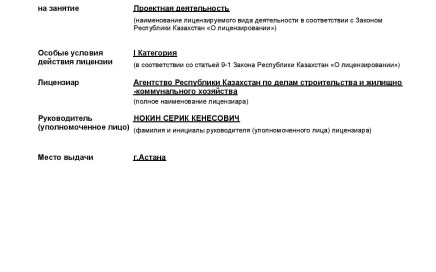 на занятие Проектная деятельность
(наименование лицензируемого вида деятельности в соответствии с Законом
Республики Казахстан «О лицензировании»)
Особые условия I Категория
действия лицензии (в соответствии со статьей 9-1 Закона Республики Казахстан «О лицензировании»)
Лицензиар Агентство Республики Казахстан по делам строительства и жилищно
-коммунального хозяйства
(полное наименование лицензиара)
Руководитель НОКИН СЕРИК КЕНЕСОВИЧ
(уполномоченное лицо) (фамилия и инициалы руководителя (уполномоченного лица) лицензиара)
Место выдачи г.Астана